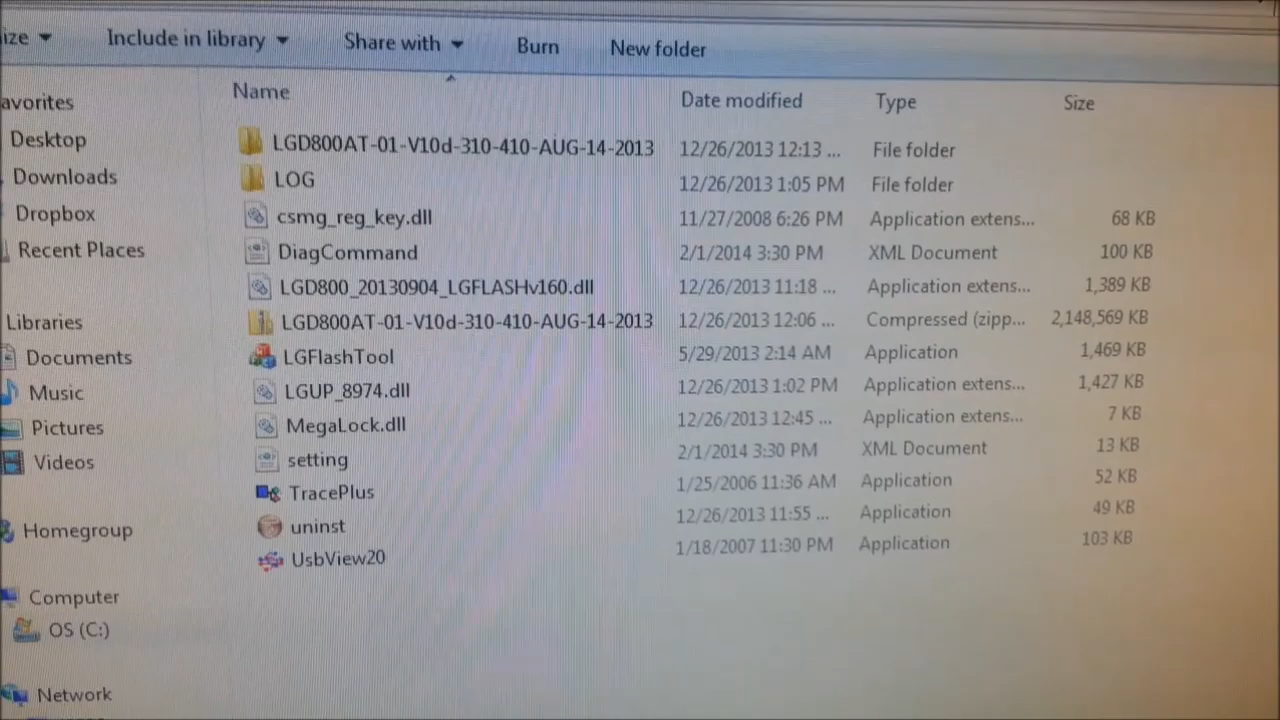 ize Include in library Share with Burn New folder
Name Date modified Type Size
avorites
Desktop
Downloads
Dropbox
Recent Places
Libraries
Documents
Music
Pictures
Videos
Homegroup
Computer
OS (C:)
Network
LGD800AT-01-V10d-310-410-AUG-14-2013 12/26/2013 12:13 ... File folder
LOG 12/26/2013 1:05 PM File folder
csmg_reg_key.dll 11/27/2008 6:26 PM Application extens... 68 KB
DiagCommand 2/1/2014 3:30 PM XML Document 100 KB
LGD800_20130904_LGFLASHv160.dll 12/26/2013 11:18 ... Application extens... 1,389 KB
LGD800AT-01-V10d-310-410-AUG-14-2013 12/26/2013 12:06 ... Compressed (zipp... 2,148,569 KB
LGFlashTool 5/29/2013 2:14 AM Application 1,469 KB
LGUP_8974.dll 12/26/2013 1:02 PM Application extens... 1,427 KB
MegaLock.dll 12/26/2013 12:45 ... Application extens... 7 KB
setting 2/1/2014 3:30 PM XML Document 13 KB
TracePlus 1/25/2006 11:36 AM Application 52 KB
uninst 12/26/2013 11:55 ... Application 49 KB
UsbView20 1/18/2007 11:30 PM Application 103 KB